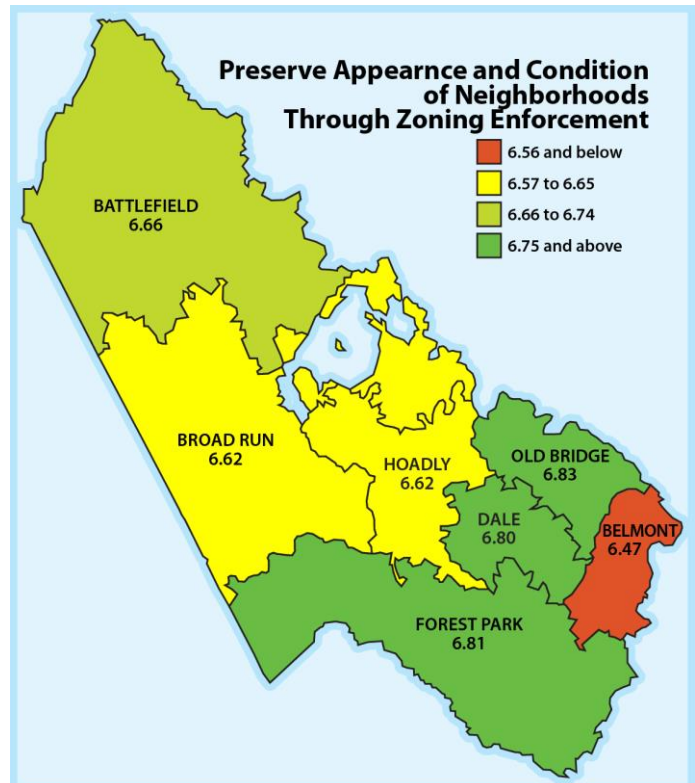 Preserve Appearnce and Condition
of Neighborhoods
Through Zoning Enforcement
6.56 and below
6.57 to 6.65
6.66 to 6.74
6.75 and above
BATTLEFIELD
6.66
BROAD RUN
6.62
HOADLY
6.62
OLD BRIDGE
6.83
DALE
6.80
BELMONT
6.47
FOREST PARK
6.81